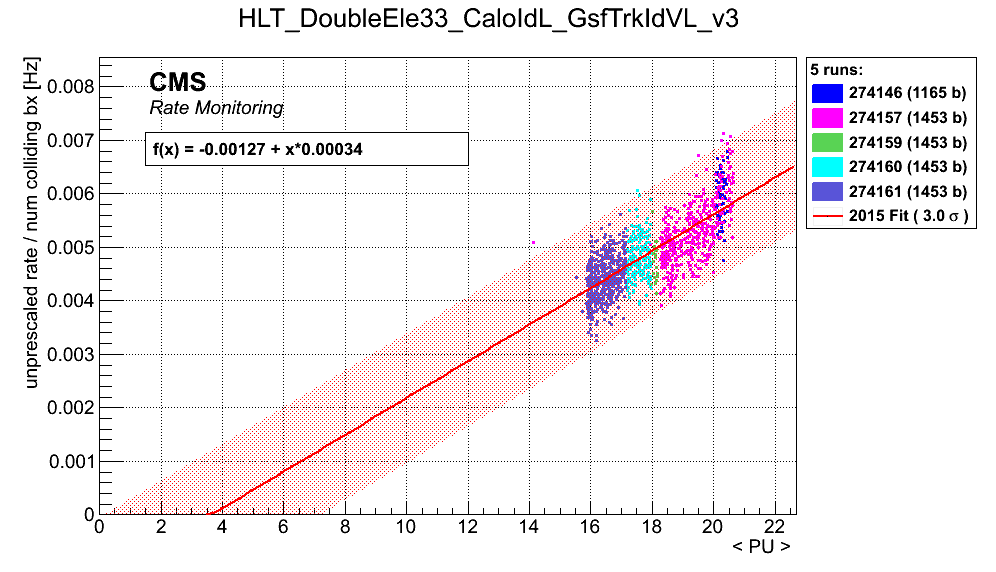 HLT_DoubleEle33_CaloIdL_GsfTrkIdVL_v3
unprescaled rate / num colliding bx [Hz]
CMS
Rate Monitoring
f(x) = -0.00127 + x*0.00034
0.008
0.007
0.006
0.005
0.004
0.003
0.002
0.001
0
0 2 4 6 8 10 12 14 16 18 20 22
< PU >
5 runs:
274146 (1165 b)
274157 (1453 b)
274159 (1453 b)
274160 (1453 b)
274161 (1453 b)
2015 Fit ( 3.0 σ )